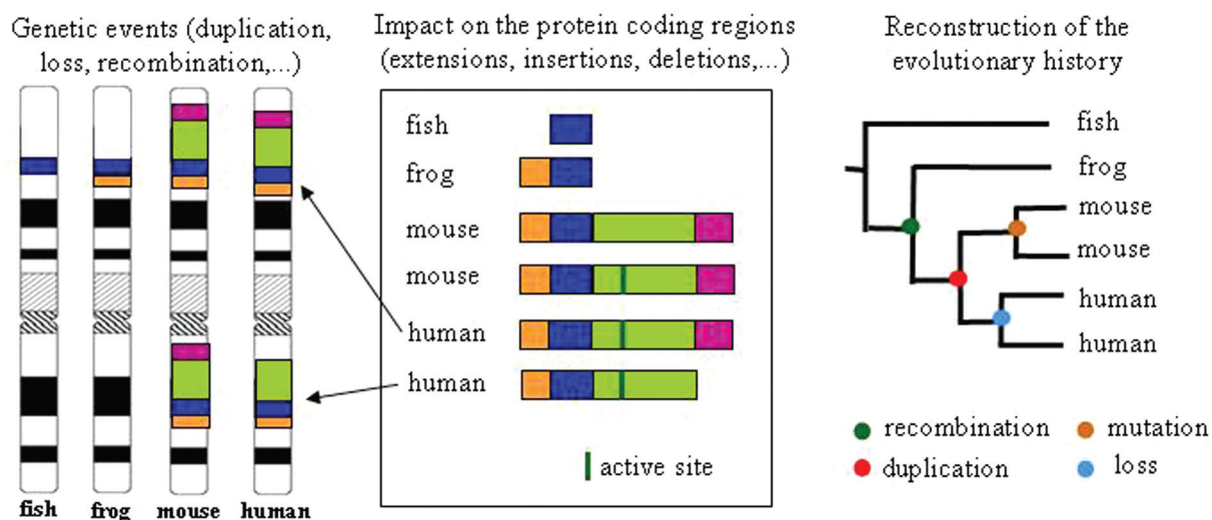 Genetic events (duplication,
loss, recombination,...)
fish
frog
mouse
human
Impact on the protein coding regions
(extensions, insertions, deletions,...)
fish
frog
mouse
mouse
human
human
active site
Reconstruction of the
evolutionary history
fish
frog
mouse
mouse
human
human
recombination
mutation
duplication
loss